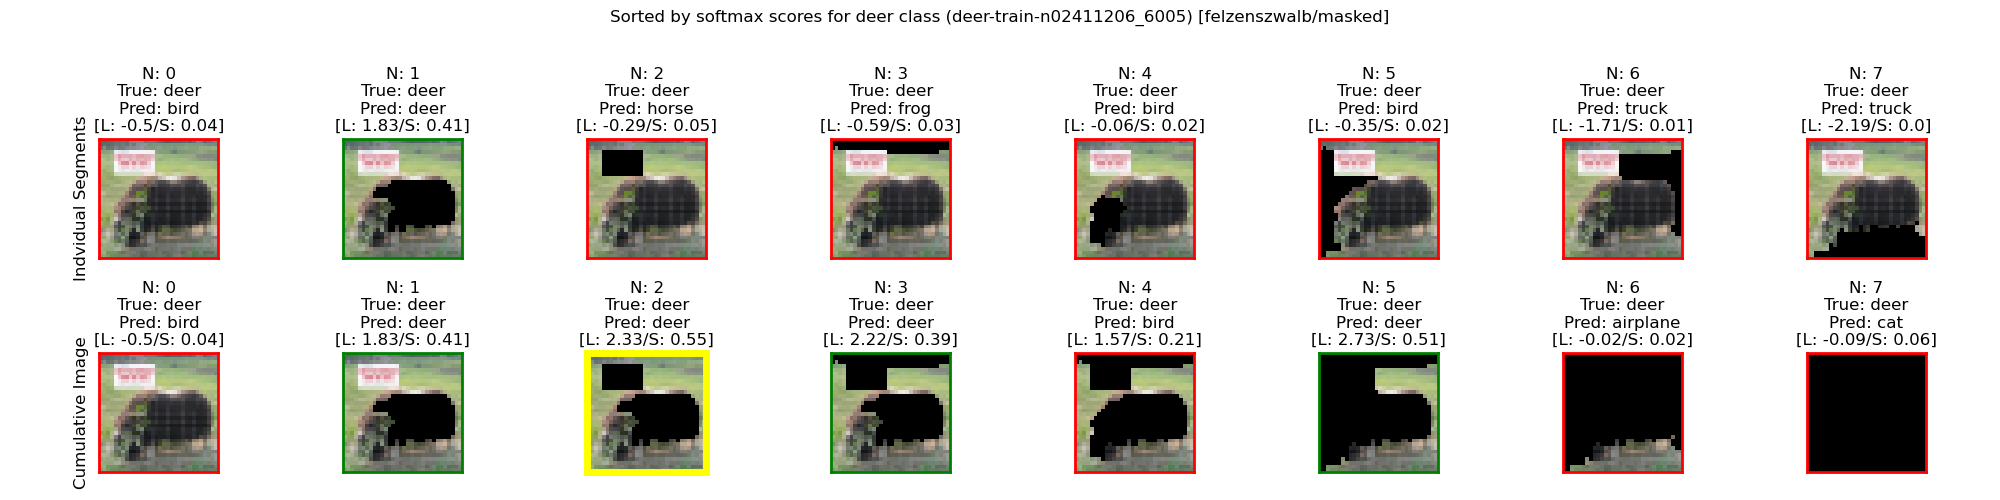 Sorted by softmax scores for deer class (deer-train-n02411206_6005) [felzenszwalb/masked]
Indvidual Segments
N: 0
True: deer
Pred: bird
[L: -0.5/S: 0.04]
N: 1
True: deer
Pred: deer
[L: 1.83/S: 0.41]
N: 2
True: deer
Pred: horse
[L: -0.29/S: 0.05]
N: 3
True: deer
Pred: frog
[L: -0.59/S: 0.03]
N: 4
True: deer
Pred: bird
[L: -0.06/S: 0.02]
N: 5
True: deer
Pred: bird
[L: -0.35/S: 0.02]
N: 6
True: deer
Pred: truck
[L: -1.71/S: 0.01]
N: 7
True: deer
Pred: truck
[L: -2.19/S: 0.0]
Cumulative Image
N: 0
True: deer
Pred: bird
[L: -0.5/S: 0.04]
N: 1
True: deer
Pred: deer
[L: 1.83/S: 0.41]
N: 2
True: deer
Pred: deer
[L: 2.33/S: 0.55]
N: 3
True: deer
Pred: deer
[L: 2.22/S: 0.39]
N: 4
True: deer
Pred: bird
[L: 1.57/S: 0.21]
N: 5
True: deer
Pred: deer
[L: 2.73/S: 0.51]
N: 6
True: deer
Pred: airplane
[L: -0.02/S: 0.02]
N: 7
True: deer
Pred: cat
[L: -0.09/S: 0.06]